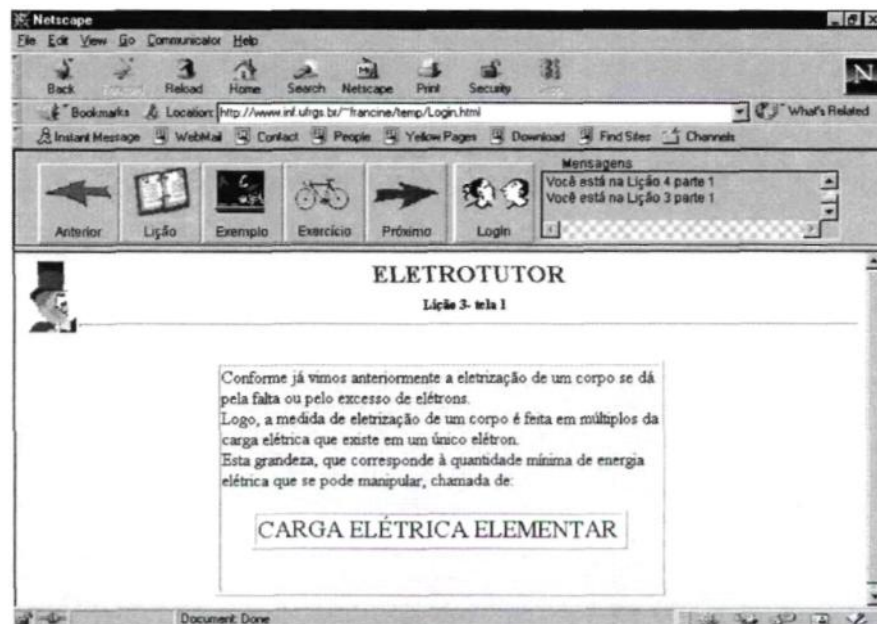 Netscape
File Edit View Go Communicator Help
Back Reload Home Search Netscape Print Security
Bookmarks Location: http://www.inf.ufrgs.br/~francine/temp/Login.html What's Related
Instant Message WebMail Contact People Yellow Pages Download Find Sites Channels
Anterior Lição Exemplo Exercício Próximo Login
Mensagens
Você está na Lição 4 parte 1
Você está na Lição 3 parte 1
ELETROTUTOR
Lição 3- tela 1
Conforme já vimos anteriormente a eletrização de um corpo se dá
pela falta ou pelo excesso de elétrons.
Logo, a medida de eletrização de um corpo é feita em múltiplos da
carga elétrica que existe em um único elétron.
Esta grandeza, que corresponde à quantidade mínima de energia
elétrica que se pode manipular, chamada de:
CARGA ELÉTRICA ELEMENTAR
Document: Done